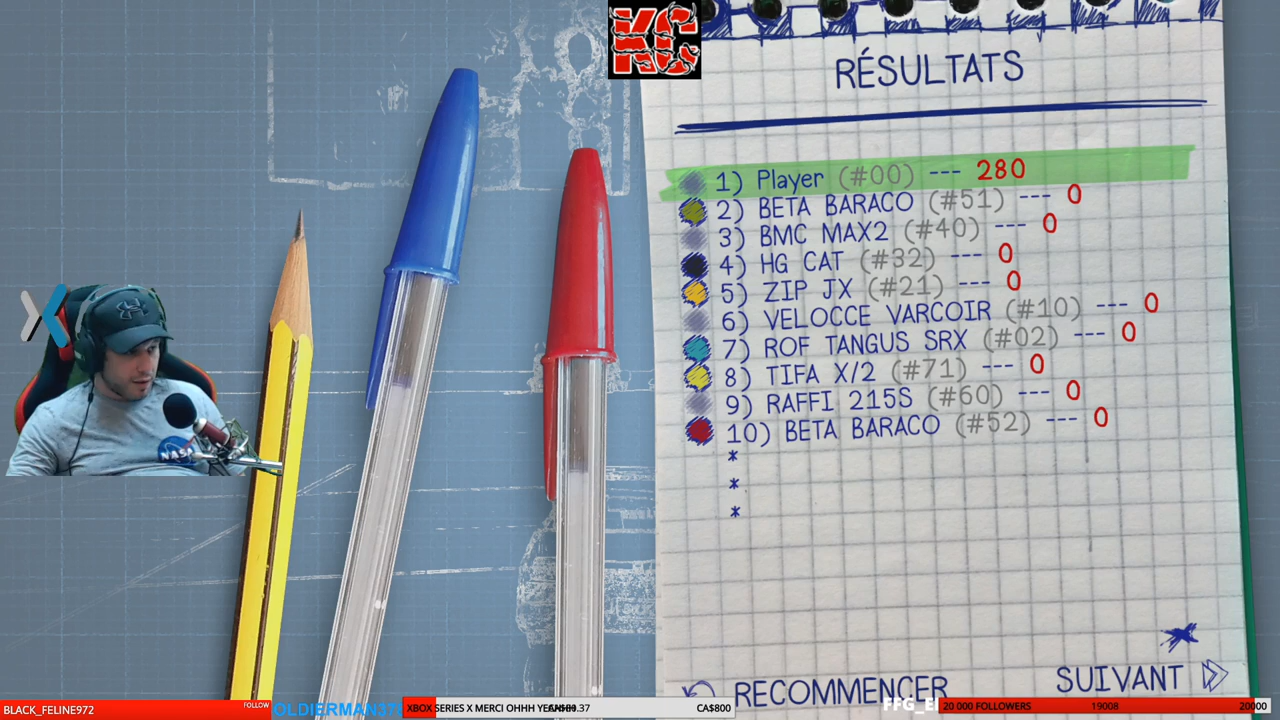 KC
RÉSULTATS
1) Player (#00) --- 280
2) BETA BARACO (#51) --- 0
3) BMC MAX2 (#40) --- 0
4) HG CAT (#32) --- 0
5) ZIP JX (#21) --- 0
6) VELOCCE VARCOIR (#10) --- 0
7) ROF TANGUS SRX (#02) --- 0
8) TIFA X/2 (#71) --- 0
9) RAFFI 215S (#60) --- 0
10) BETA BARACO (#52) --- 0
*
*
*
NASA
RECOMMENCER
SUIVANT
BLACK_FELINE972
FOLLOW
XBOX SERIES X MERCI OHHH
CA$800
20 000 FOLLOWERS 19008 20000